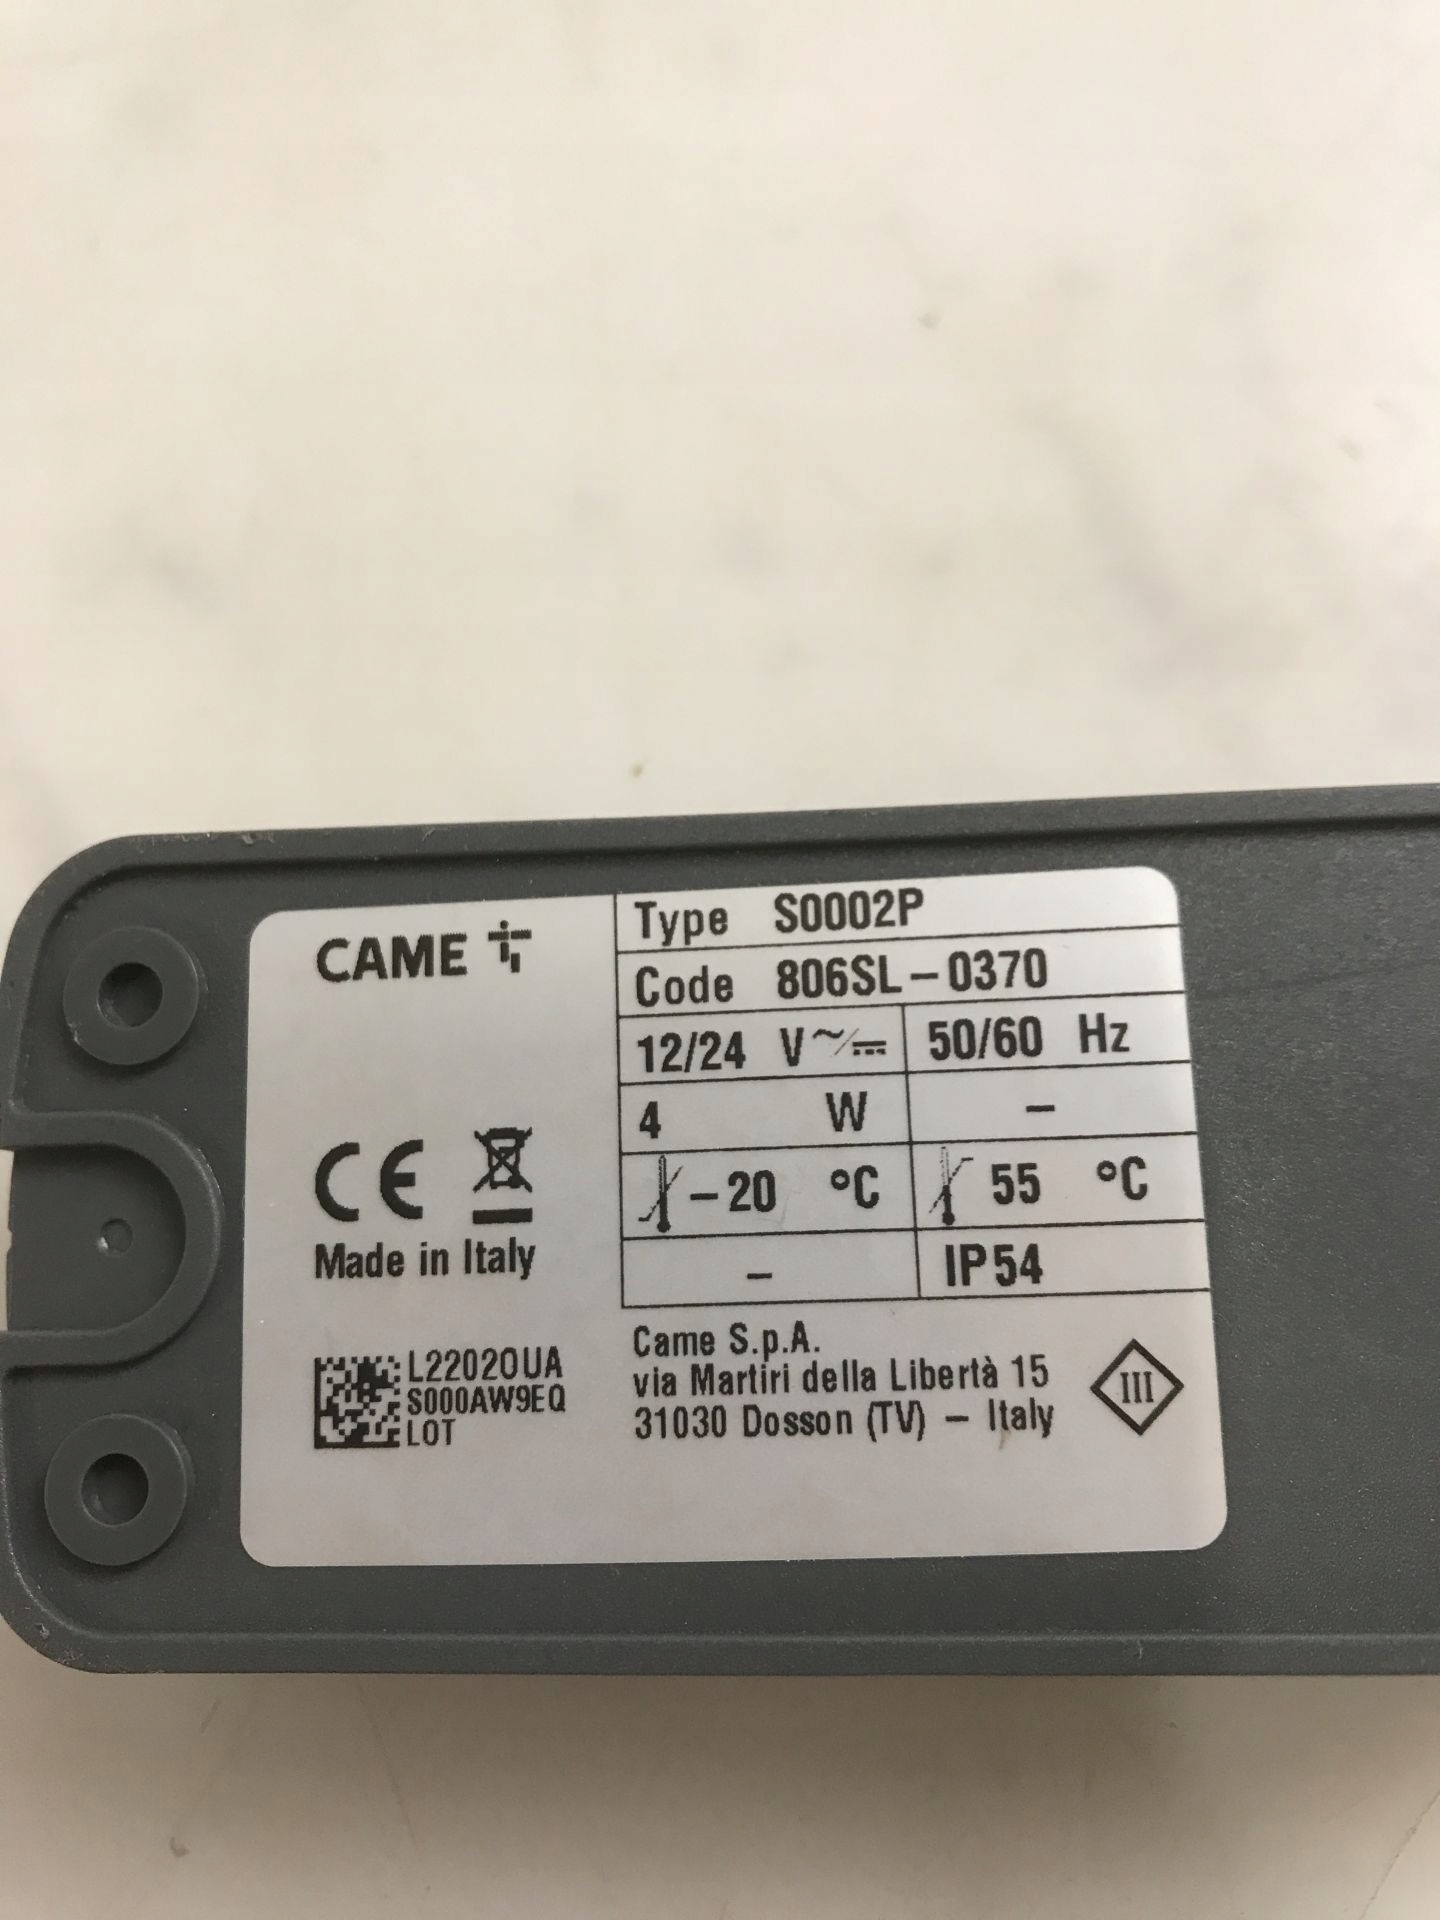 CAME
Type S0002P
Code 806SL-0370
12/24 V~/⎓ 50/60 Hz
4 W -
-20 °C 55 °C
- IP54
CE
Made in Italy
L22020UA
S000AW9EQ
LOT
Came S.p.A.
via Martiri della Libertà 15
31030 Dosson (TV) - Italy
III